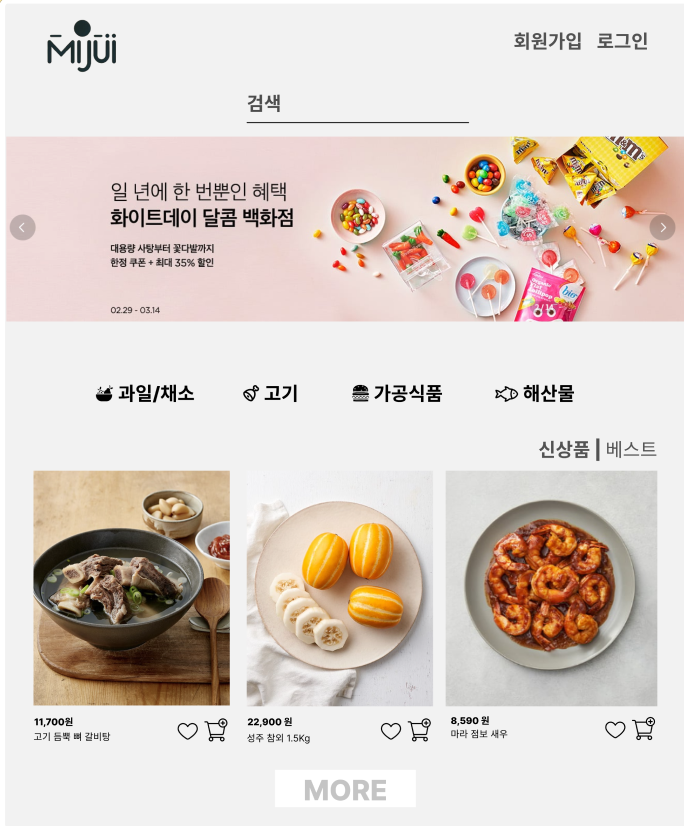 MIJUI
회원가입 로그인
검색
일 년에 한 번뿐인 혜택
화이트데이 달콤 백화점
대용량 사탕부터 꽃다발까지
한정 쿠폰 + 최대 35% 할인
02.29 - 03.14
m&m's
과일/채소 고기 가공식품 해산물
신상품 | 베스트
11,700원
고기 듬뿍 뼈 갈비탕
22,900 원
성주 참외 1.5Kg
8,590 원
마라 점보 새우
MORE